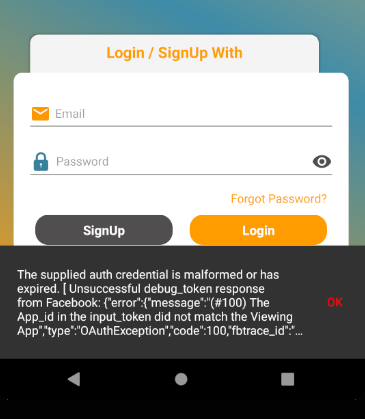 Login / SignUp With
Email
Password
Forgot Password?
SignUp
Login
The supplied auth credential is malformed or has
expired. [ Unsuccessful debug_token response
from Facebook: {"error":{"message":"(#100) The
App_id in the input_token did not match the Viewing
App","type":"OAuthException","code":100,"fbtrace_id":"...
OK